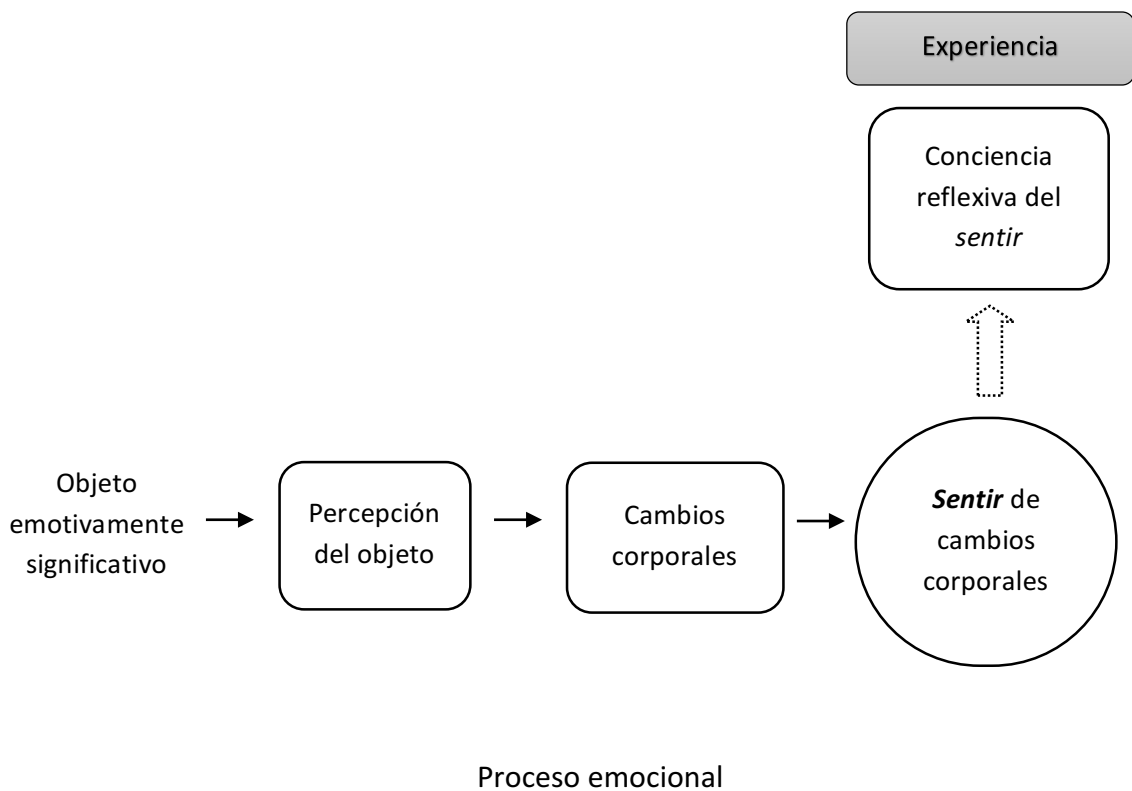 Experiencia
Conciencia
reflexiva del
sentir
Objeto
emotivamente
significativo
Percepción
del objeto
Cambios
corporales
Sentir de
cambios
corporales
Proceso emocional